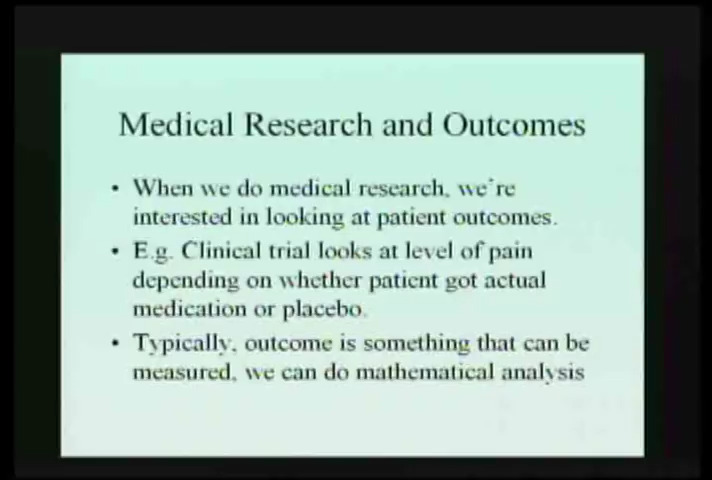 Medical Research and Outcomes
• When we do medical research, we're
interested in looking at patient outcomes.
• E.g. Clinical trial looks at level of pain
depending on whether patient got actual
medication or placebo.
• Typically, outcome is something that can be
measured, we can do mathematical analysis